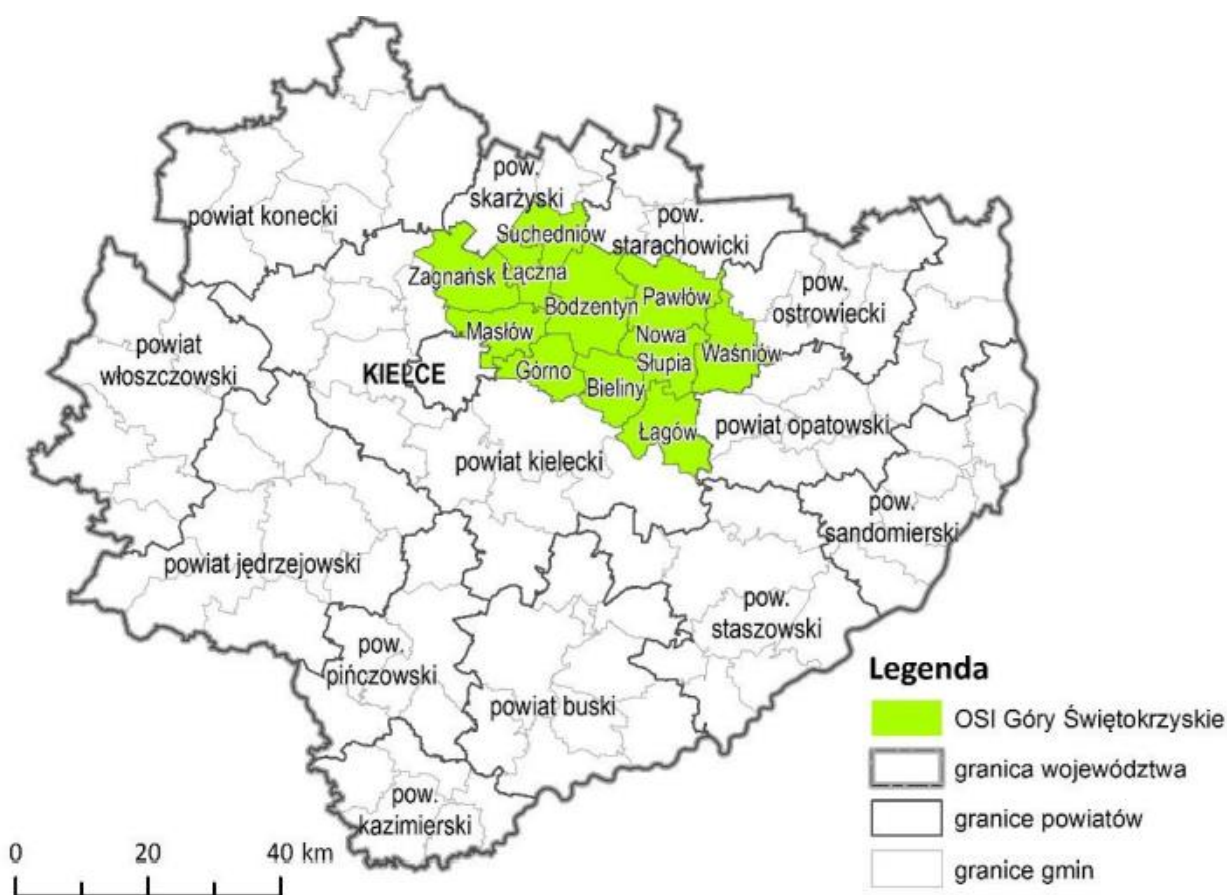 pow.
skarżyski
powiat konecki
Suchedniów
pow.
starachowicki
Zagnańsk
Łączna
Bodzentyn
Pawłów
pow.
ostrowiecki
powiat
włoszczowski
Masłów
Nowa
Słupia
Waśniów
KIELCE
Górno
Bieliny
Łagów
powiat opatowski
powiat kielecki
pow.
sandomierski
powiat jędrzejowski
pow.
staszowski
pow.
pińczowski
powiat buski
pow.
kazimierski
Legenda
OSI Góry Świętokrzyskie
granica województwa
granice powiatów
granice gmin
0 20 40 km